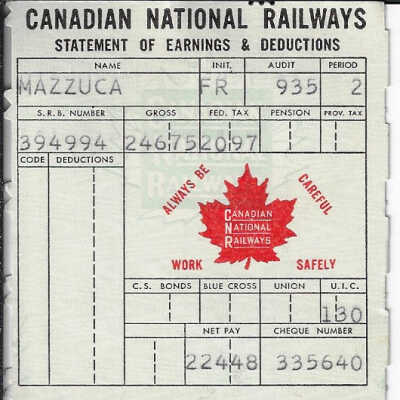 CANADIAN NATIONAL RAILWAYS
STATEMENT OF EARNINGS & DEDUCTIONS
NAME INIT. AUDIT PERIOD
MAZZUCA FR 935 2
S.R.B. NUMBER GROSS FED. TAX PENSION PROV. TAX
394994 24675 2097
CODE DEDUCTIONS
ALWAYS BE CAREFUL
CANADIAN
NATIONAL
RAILWAYS
WORK SAFELY
C.S. BONDS BLUE CROSS UNION U.I.C.
130
NET PAY CHEQUE NUMBER
22448 335640